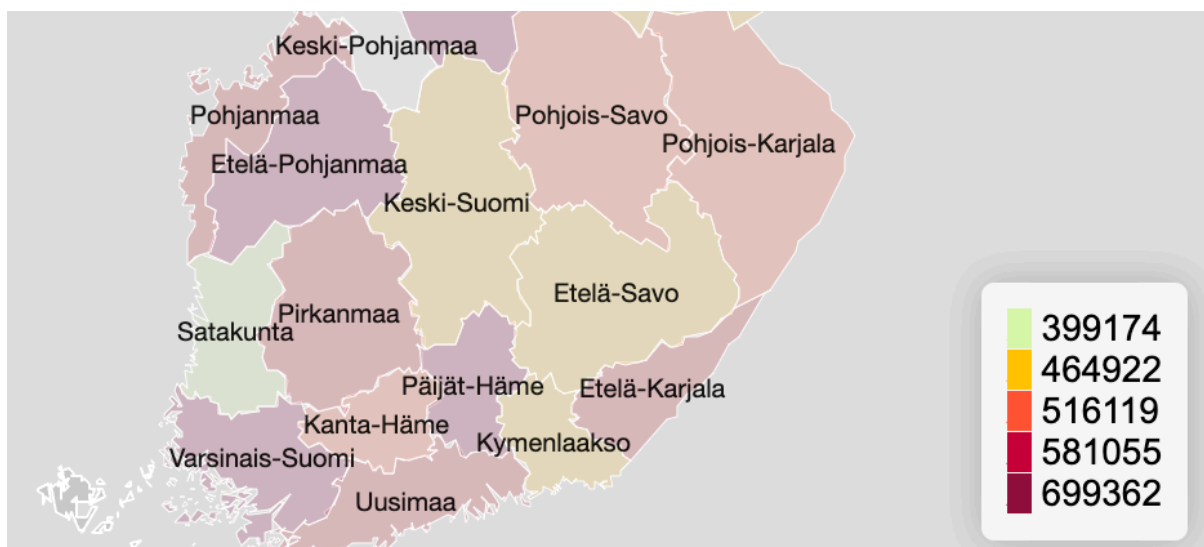 Keski-Pohjanmaa
Pohjanmaa
Pohjois-Savo
Pohjois-Karjala
Etelä-Pohjanmaa
Keski-Suomi
Etelä-Savo
Pirkanmaa
Satakunta
Päijät-Häme
Etelä-Karjala
Kanta-Häme
Kymenlaakso
Varsinais-Suomi
Uusimaa
399174
464922
516119
581055
699362